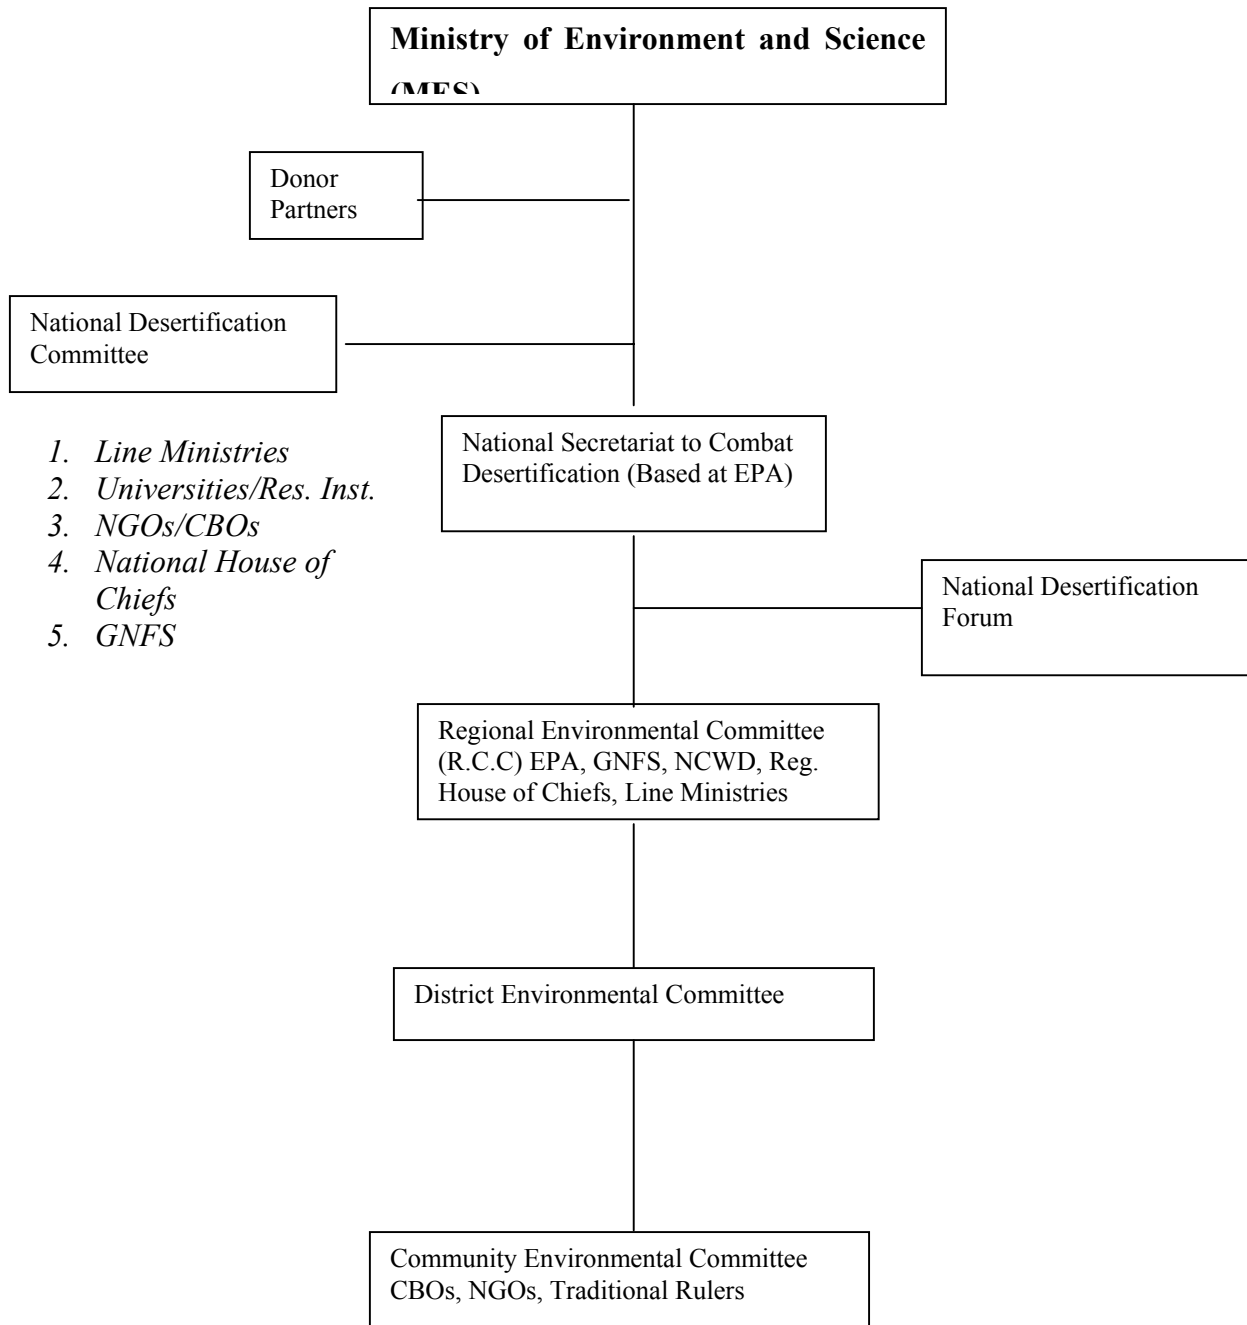 Ministry of Environment and Science
(MES)
Donor
Partners
National Desertification
Committee
1. Line Ministries
2. Universities/Res. Inst.
3. NGOs/CBOs
4. National House of
Chiefs
5. GNFS
National Secretariat to Combat
Desertification (Based at EPA)
National Desertification
Forum
Regional Environmental Committee
(R.C.C) EPA, GNFS, NCWD, Reg.
House of Chiefs, Line Ministries
District Environmental Committee
Community Environmental Committee
CBOs, NGOs, Traditional Rulers